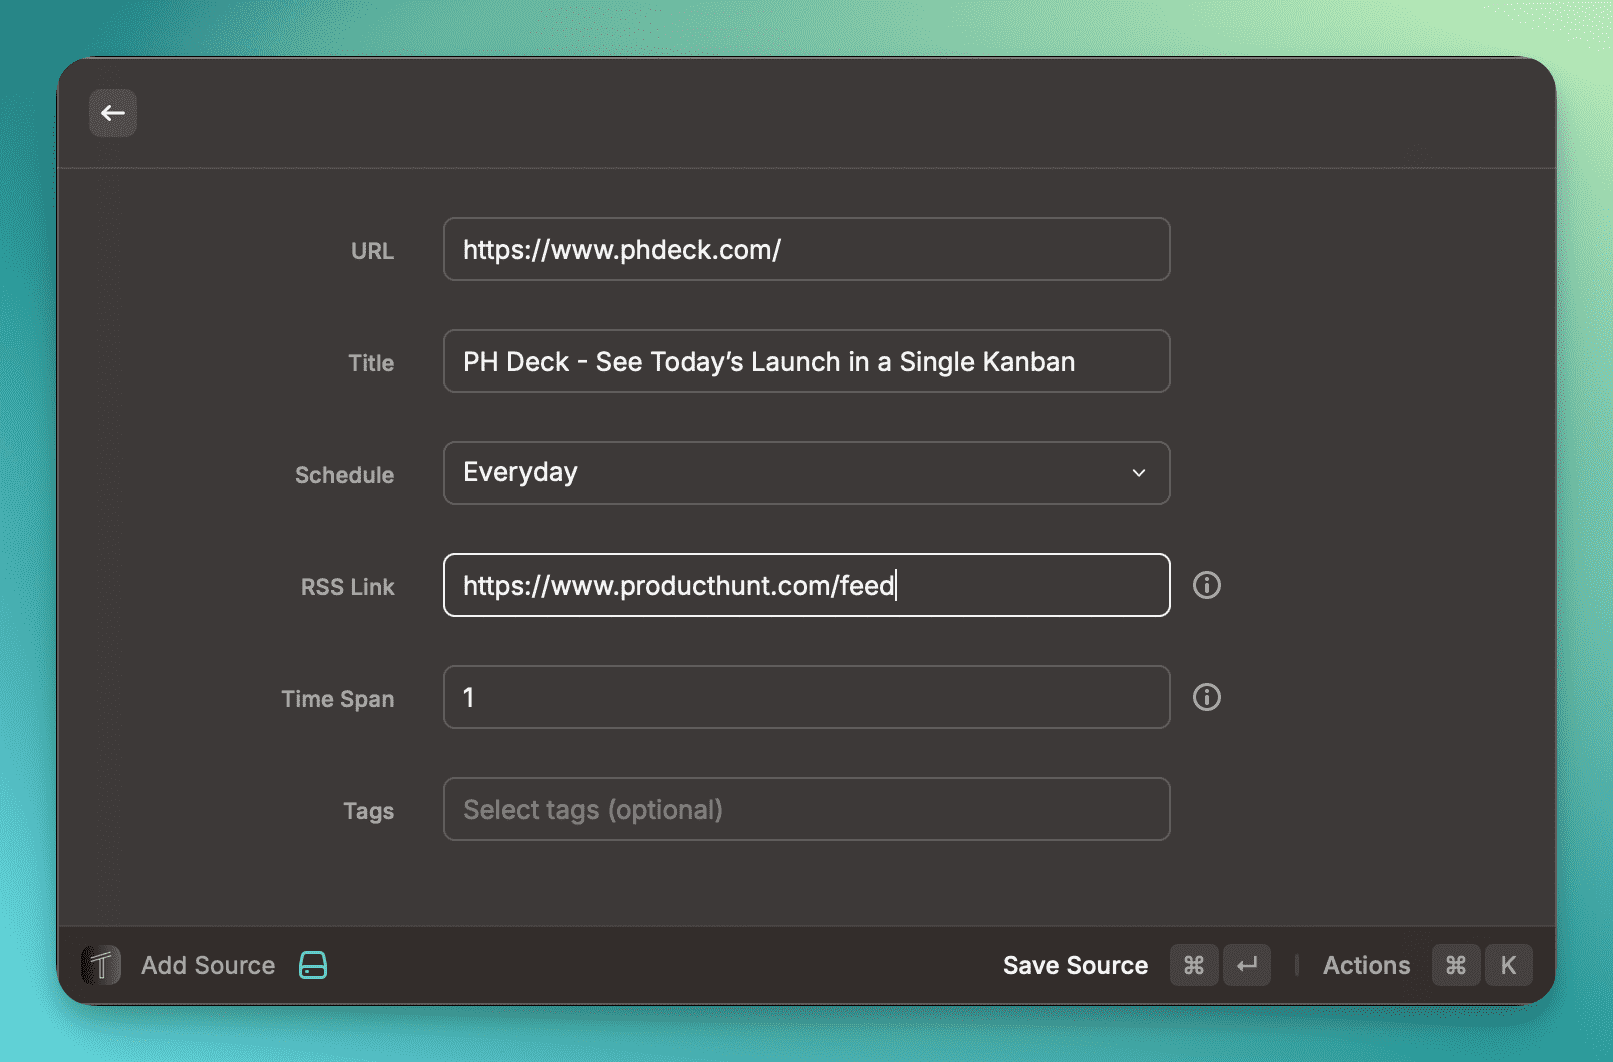 URL
https://www.phdeck.com/
Title
PH Deck - See Today’s Launch in a Single Kanban
Schedule
Everyday
RSS Link
https://www.producthunt.com/feed
Time Span
1
Tags
Select tags (optional)
Add Source
Save Source ⌘ ↵ Actions ⌘ K